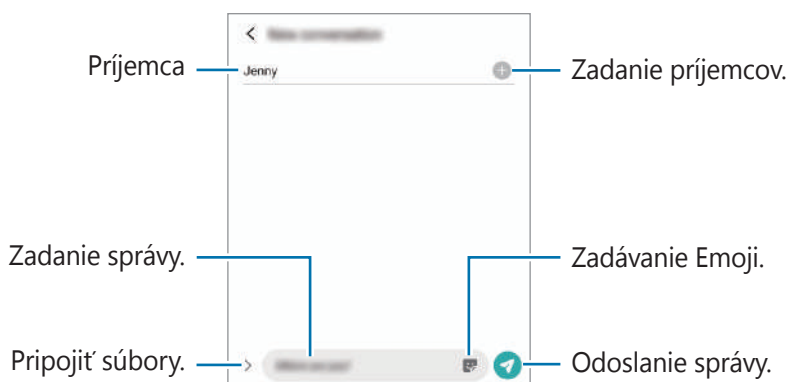 Príjemca
Jenny
Zadanie príjemcov.
Zadanie správy.
Zadávanie Emoji.
Pripojiť súbory.
Odoslanie správy.